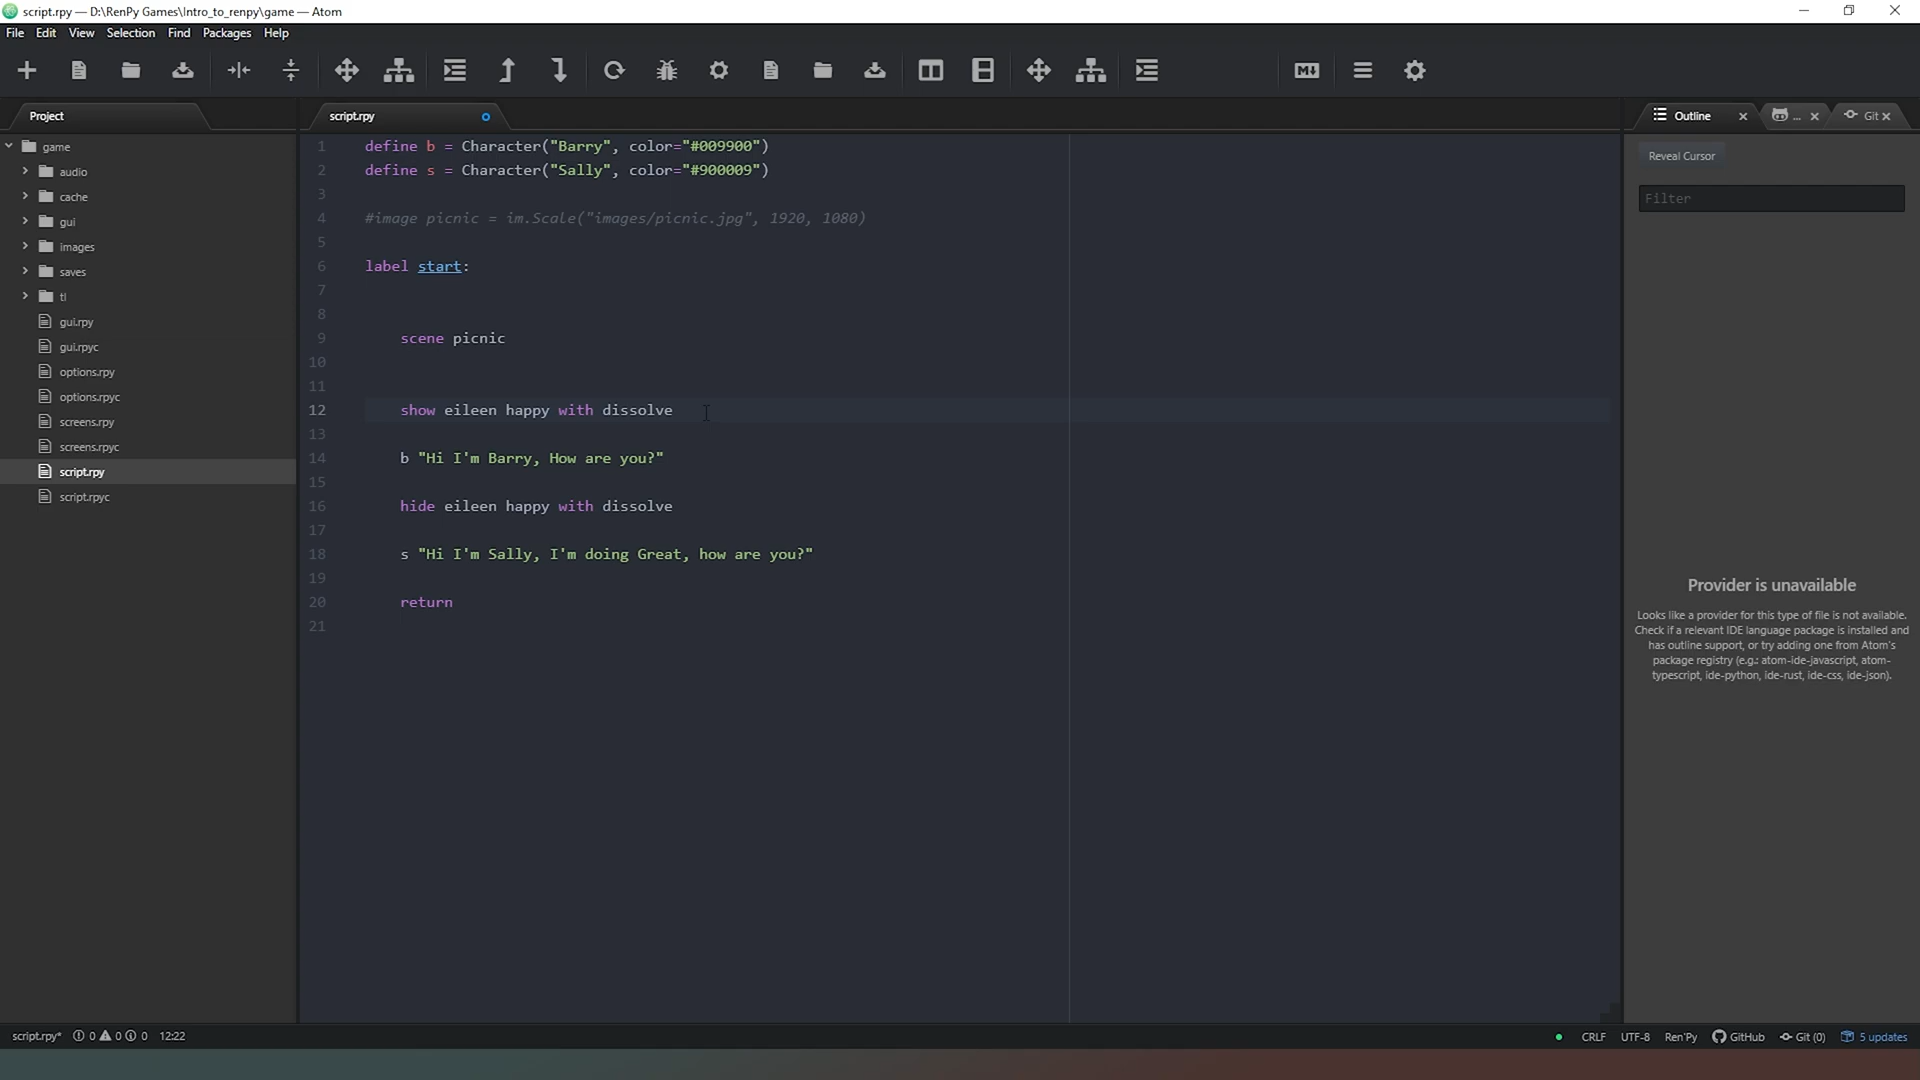 script.rpy — D:\RenPy Games\Intro_to_renpy\game — Atom
File Edit View Selection Find Packages Help
Project
script.rpy
Outline
...
Git
game
audio
cache
gui
images
saves
tl
gui.rpy
gui.rpyc
options.rpy
options.rpyc
screens.rpy
screens.rpyc
script.rpy
script.rpyc
1 define b = Character("Barry", color="#009900")
2 define s = Character("Sally", color="#900009")
3
4 #image picnic = im.Scale("images/picnic.jpg", 1920, 1080)
5
6 label start:
7
8
9 scene picnic
10
11
12 show eileen happy with dissolve
13
14 b "Hi I'm Barry, How are you?"
15
16 hide eileen happy with dissolve
17
18 s "Hi I'm Sally, I'm doing Great, how are you?"
19
20 return
21
Reveal Cursor
Filter
Provider is unavailable
Looks like a provider for this type of file is not available.
Check if a relevant IDE language package is installed and
has outline support, or try adding one from Atom's
package registry (e.g.: atom-ide-javascript, atom-
typescript, ide-python, ide-rust, ide-css, ide-json).
script.rpy* 0 0 0 12:22
CRLF UTF-8 Ren'Py GitHub Git (0) 5 updates